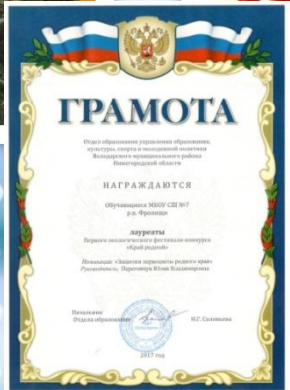 ГРАМОТА
Отдел образования управления образования,
культуры, спорта и молодежной политики
Володарского муниципального района
Нижегородской области
НАГРАЖДАЮТСЯ
Обучающиеся МКОУ СШ №7
р.п. Фролищи
лауреаты
Первого экологического фестиваля-конкурса
«Край родной»
Номинация: «Защитим первоцветы родного края»
Руководитель: Юлия Владимировна
Начальник
Отдела образования Н.Г. Соловьева
2017 год